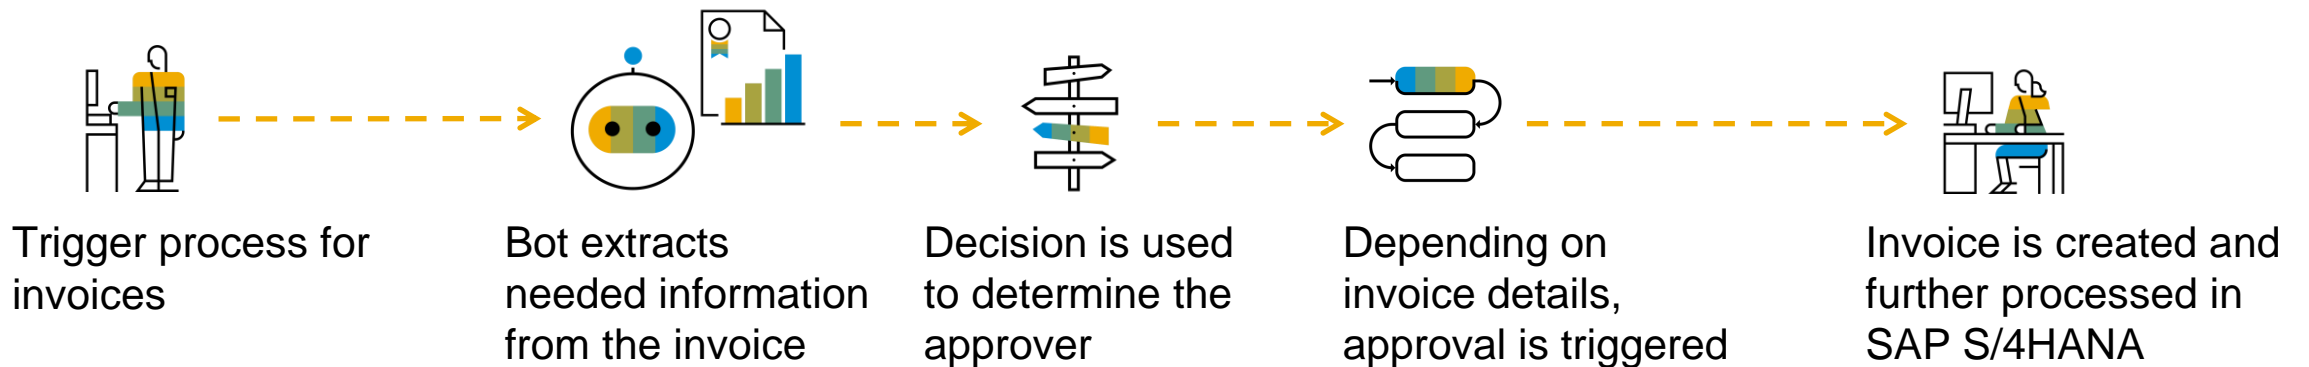 Trigger process for
invoices
Bot extracts
needed information
from the invoice
Decision is used
to determine the
approver
Depending on
invoice details,
approval is triggered
Invoice is created and
further processed in
SAP S/4HANA